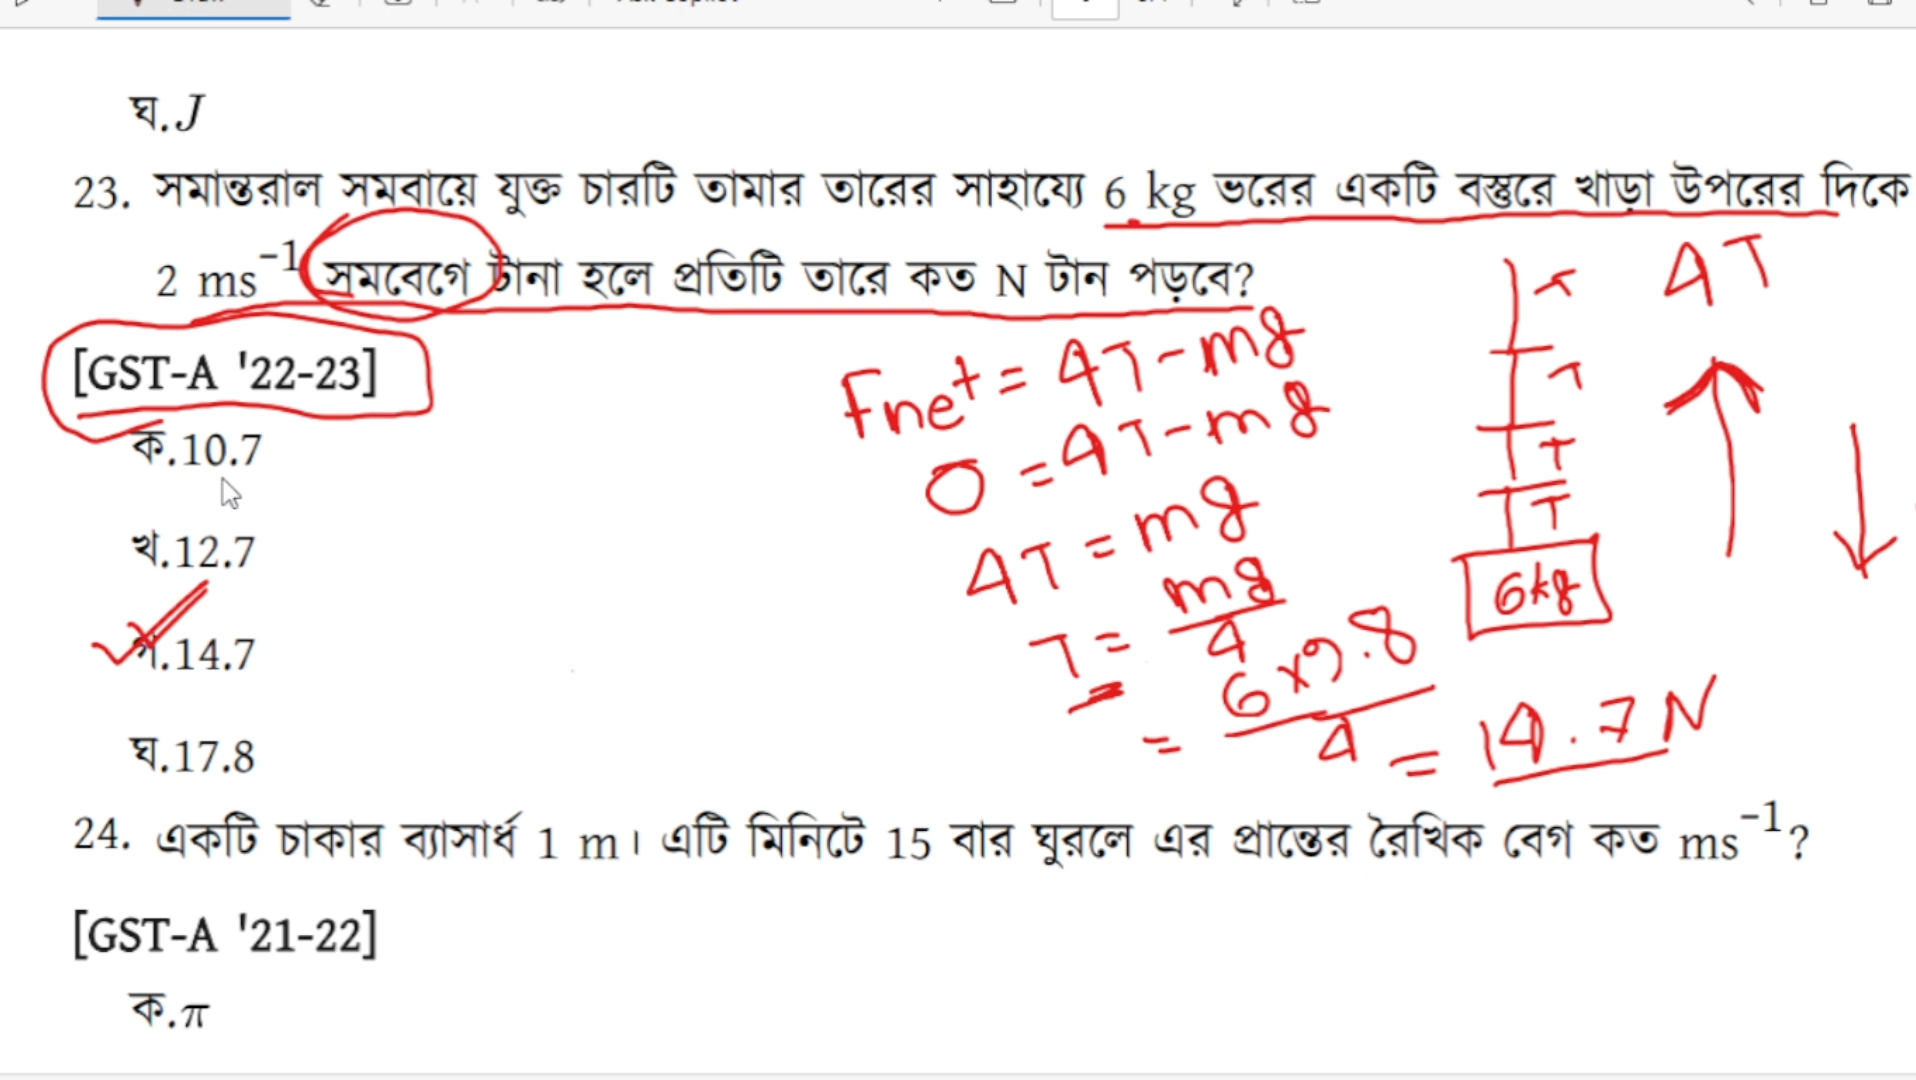 ঘ.J
23. সমান্তরাল সমবায়ে যুক্ত চারটি তামার তারের সাহায্যে 6 kg ভরের একটি বস্তুরে খাড়া উপরের দিকে
2 ms⁻¹ সমবেগে টানা হলে প্রতিটি তারে কত N টান পড়বে?
[GST-A '22-23]
ক.10.7
খ.12.7
গ.14.7
ঘ.17.8
Fnet = 4T - mg
0 = 4T - mg
4T = mg
T = mg/4
= 6x9.8/4 = 14.7 N
T
T
T
T
6kg
4T
24. একটি চাকার ব্যাসার্ধ 1 m। এটি মিনিটে 15 বার ঘুরলে এর প্রান্তের রৈখিক বেগ কত ms⁻¹?
[GST-A '21-22]
ক.π